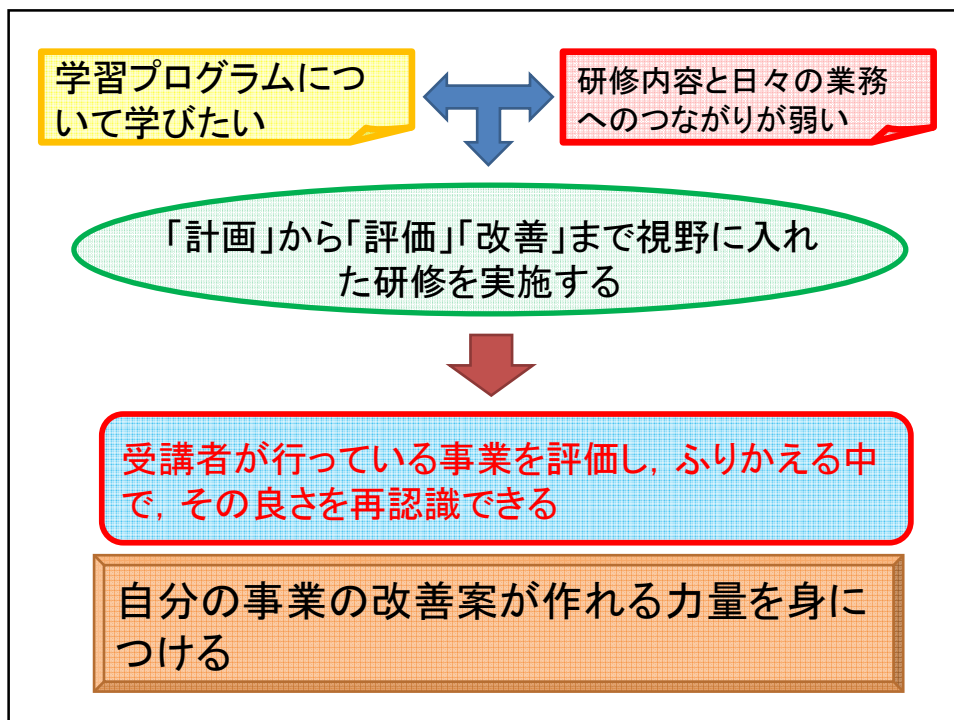 学習プログラムにつ
いて学びたい
研修内容と日々の業務
へのつながりが弱い
「計画」から「評価」「改善」まで視野に入れ
た研修を実施する
受講者が行っている事業を評価し，ふりかえる中
で，その良さを再認識できる
自分の事業の改善案が作れる力量を身に
つける